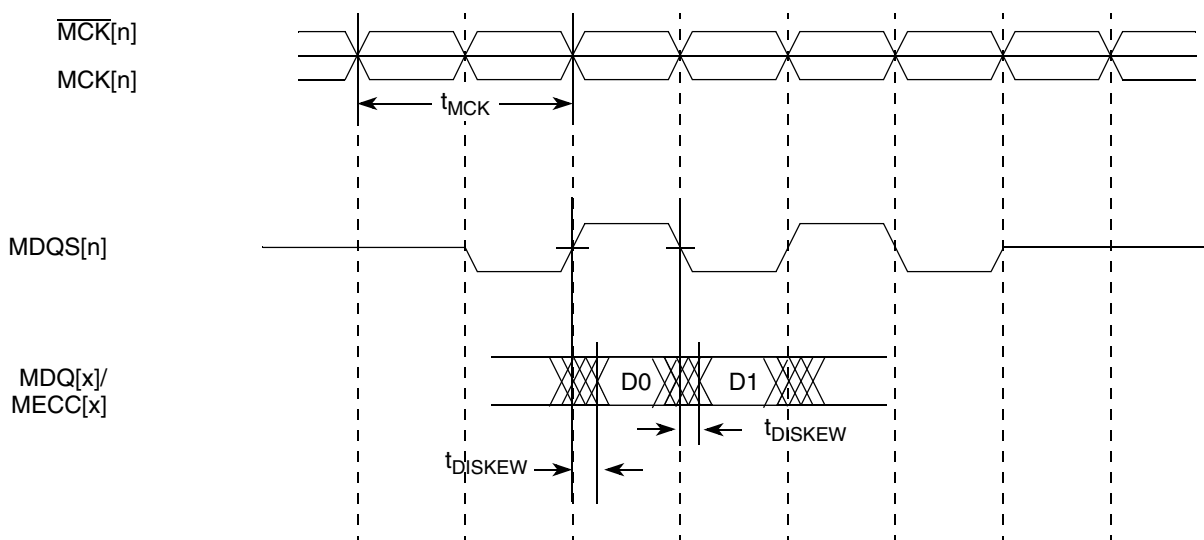 MCK[n]
MCK[n]
tMCK
MDQS[n]
MDQ[x]/
MECC[x]
D0
D1
tDISKEW
tDISKEW